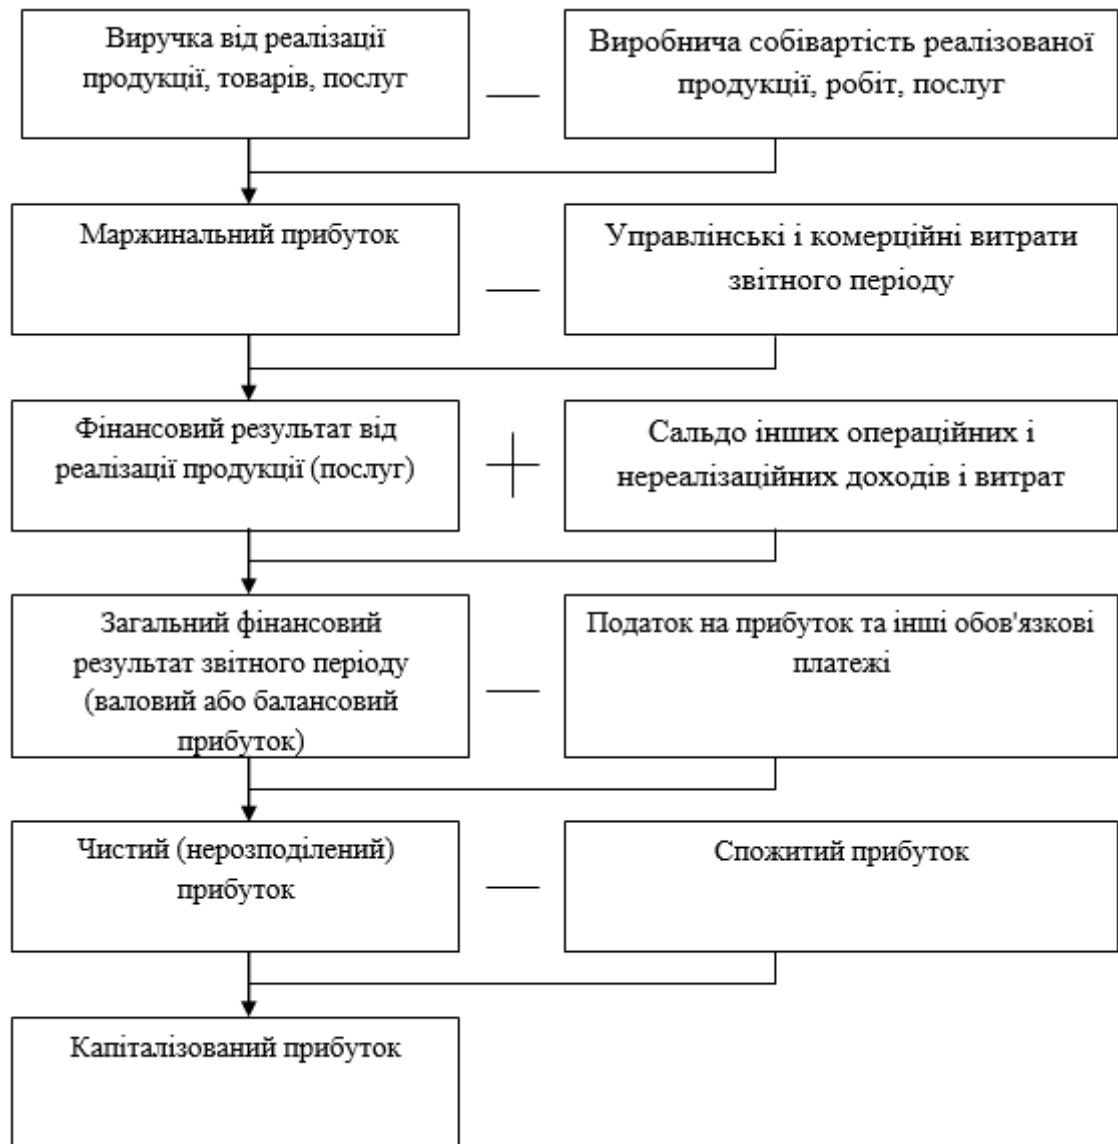 Виручка від реалізації
продукції, товарів, послуг
—
Виробнича собівартість реалізованої
продукції, робіт, послуг
Маржинальний прибуток
—
Управлінські і комерційні витрати
звітного періоду
Фінансовий результат від
реалізації продукції (послуг)
+
Сальдо інших операційних і
нереалізаційних доходів і витрат
Загальний фінансовий
результат звітного періоду
(валовий або балансовий
прибуток)
—
Податок на прибуток та інші обов'язкові
платежі
Чистий (нерозподілений)
прибуток
—
Спожитий прибуток
Капіталізований прибуток